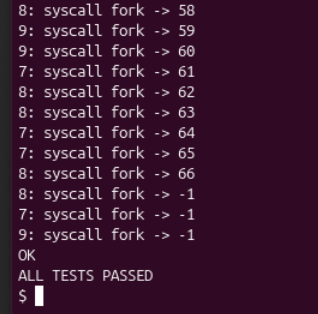 8: syscall fork -> 58
9: syscall fork -> 59
9: syscall fork -> 60
7: syscall fork -> 61
8: syscall fork -> 62
8: syscall fork -> 63
7: syscall fork -> 64
7: syscall fork -> 65
8: syscall fork -> 66
8: syscall fork -> -1
7: syscall fork -> -1
9: syscall fork -> -1
OK
ALL TESTS PASSED
$